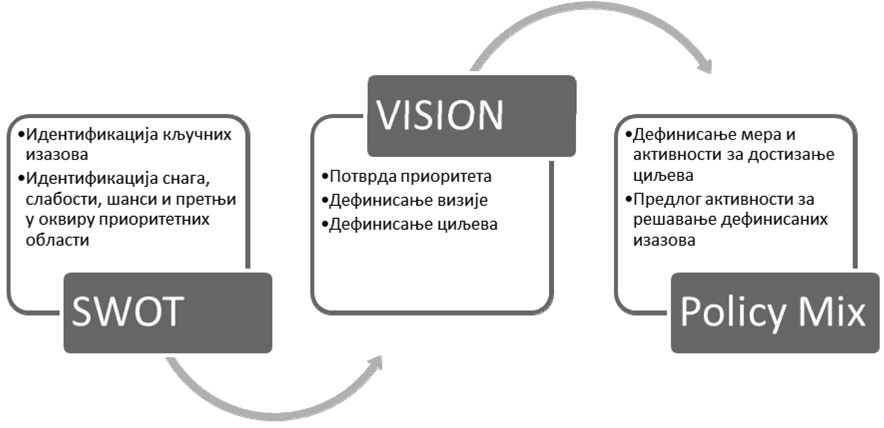 •Идентификација кључних
изазова
•Идентификација снага,
слабости, шанси и претњи
у оквиру приоритетних
области
SWOT
VISION
•Потврда приоритета
•Дефинисање визије
•Дефинисање циљева
•Дефинисање мера и
активности за достизање
циљева
•Предлог активности за
решавање дефинисаних
изазова
Policy Mix